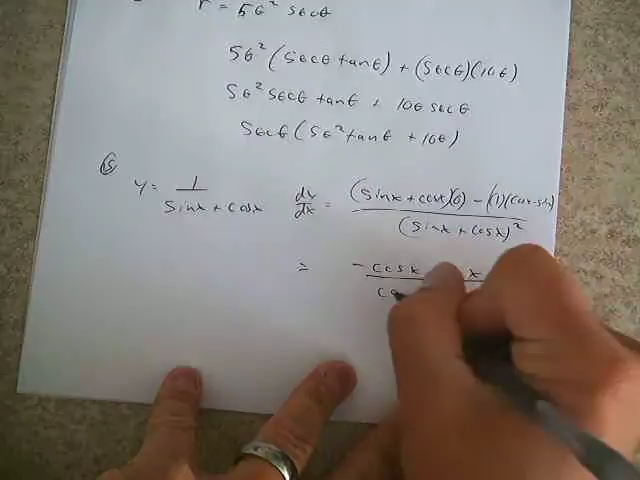 r = 5θ² secθ
5θ² (secθ tanθ) + (secθ)(10θ)
5θ² secθ tanθ + 10θ secθ
secθ (5θ² tanθ + 10θ)
y = 1 / sinx + cosx dy/dx = (sinx + cosx)(0) - (1)(cosx-sinx) / (sinx + cosx)²
= -cosx x